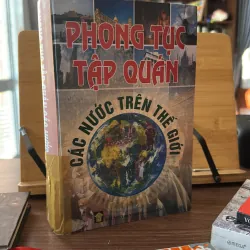 PHONG TỤC
TẬP QUÁN
CÁC NƯỚC TRÊN THẾ GIỚI